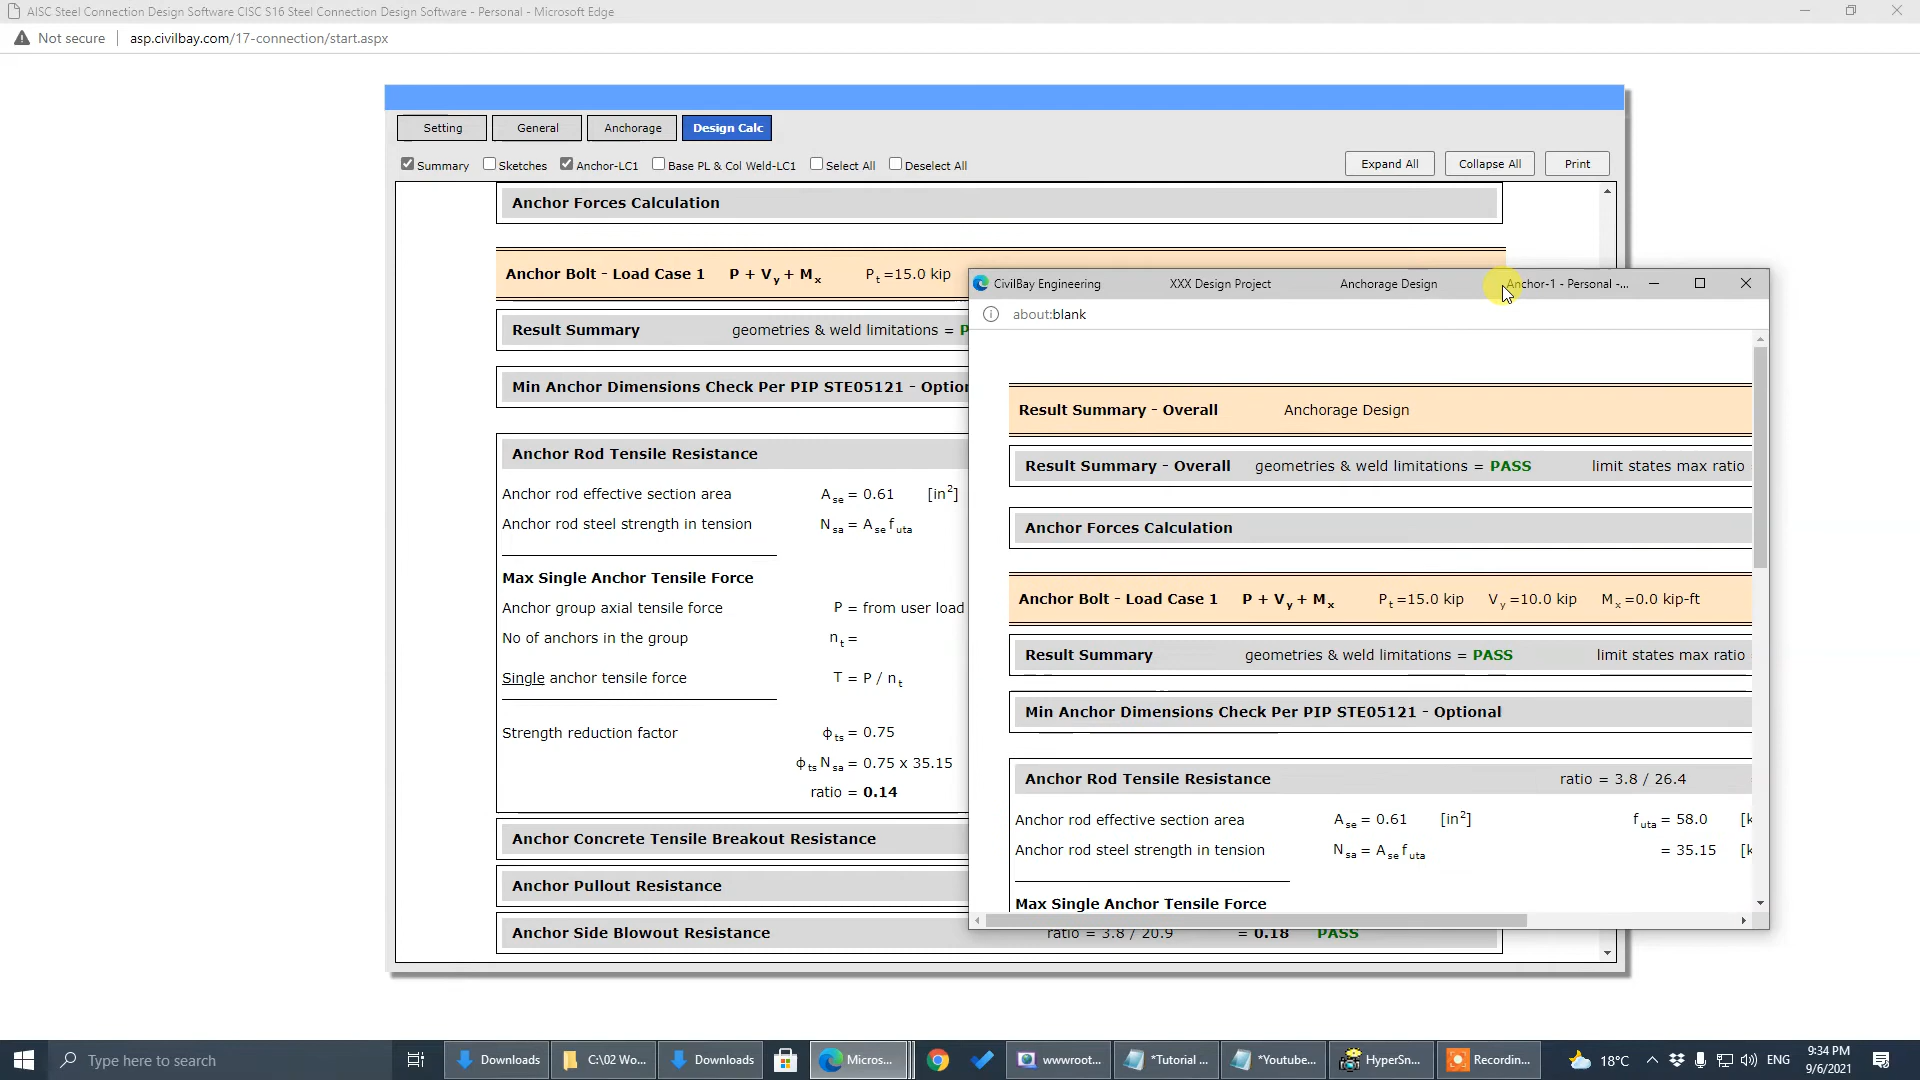 AISC Steel Connection Design Software CISC S16 Steel Connection Design Software - Personal - Microsoft Edge
Not secure
asp.civilbay.com/17-connection/start.aspx
Setting
General
Anchorage
Design Calc
Summary
Sketches
Anchor-LC1
Base PL & Col Weld-LC1
Select All
Deselect All
Expand All
Collapse All
Print
Anchor Forces Calculation
Anchor Bolt - Load Case 1 P + Vy + Mx Pt =15.0 kip
Result Summary geometries & weld limitations = P
Min Anchor Dimensions Check Per PIP STE05121 - Optio
Anchor Rod Tensile Resistance
Anchor rod effective section area Ase = 0.61 [in2]
Anchor rod steel strength in tension Nsa = Ase futa
Max Single Anchor Tensile Force
Anchor group axial tensile force P = from user load
No of anchors in the group nt =
Single anchor tensile force T = P / nt
Strength reduction factor ϕts = 0.75
ϕts Nsa = 0.75 x 35.15
ratio = 0.14
Anchor Concrete Tensile Breakout Resistance
Anchor Pullout Resistance
Anchor Side Blowout Resistance ratio = 3.8 / 20.9 = 0.18 PASS
CivilBay Engineering XXX Design Project Anchorage Design Anchor-1 - Personal -...
about:blank
Result Summary - Overall Anchorage Design
Result Summary - Overall geometries & weld limitations = PASS limit states max ratio
Anchor Forces Calculation
Anchor Bolt - Load Case 1 P + Vy + Mx Pt =15.0 kip Vy =10.0 kip Mx =0.0 kip-ft
Result Summary geometries & weld limitations = PASS limit states max ratio
Min Anchor Dimensions Check Per PIP STE05121 - Optional
Anchor Rod Tensile Resistance ratio = 3.8 / 26.4
Anchor rod effective section area Ase = 0.61 [in2] futa = 58.0 [k
Anchor rod steel strength in tension Nsa = Ase futa = 35.15 [k
Max Single Anchor Tensile Force
Type here to search
Downloads
C:\02 Wo...
Downloads
Micros...
wwwroot...
*Tutorial ...
*Youtube...
HyperSn...
Recordin...
18°C
ENG
9:34 PM
9/6/2021